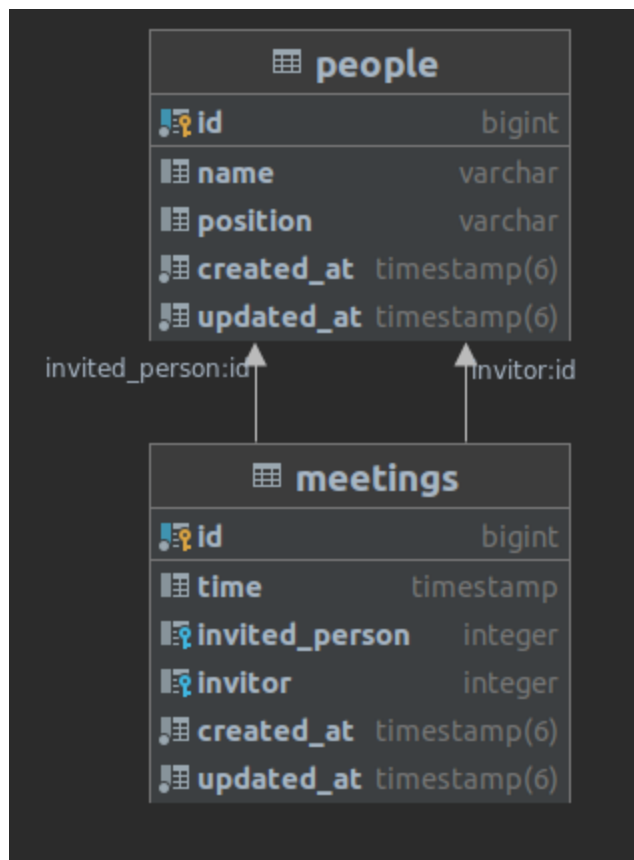 people
id bigint
name varchar
position varchar
created_at timestamp(6)
updated_at timestamp(6)
invited_person:id invitor:id
meetings
id bigint
time timestamp
invited_person integer
invitor integer
created_at timestamp(6)
updated_at timestamp(6)